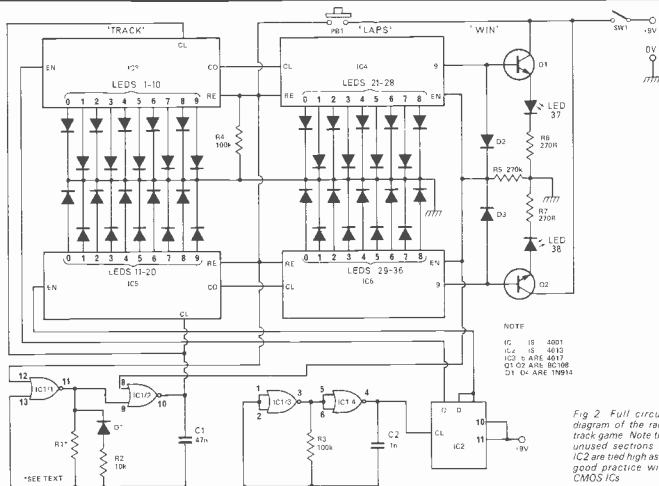 'TRACK'
PB1
'LAPS'
'WIN'
SW1
+9V
0V
CL
EN
CO
RE
LEDS 1-10
0 1 2 3 4 5 6 7 8 9
CL
RE
IC4
LEDS 21-28
0 1 2 3 4 5 6 7 8
9
EN
Q1
LED
37
R6
270R
R4
100k
D2
R5 270k
D3
R7
270R
LED
38
Q2
0 1 2 3 4 5 6 7 8 9
LEDS 11-20
EN
IC5
RE
CO
CL
0 1 2 3 4 5 6 7 8
LEDS 29-36
RE
CL
IC6
EN
9
NOTE
IS 4001
IC2 IS 4013
ARE 4017
Q1 Q2 ARE BC108
ARE 1N914
12
13
IC1/1
11
8
9
IC1/2
10
C1
47n
R1*
R2
10k
*SEE TEXT
1
2
IC1/3
3
5
6
4
R3
100k
C2
1n
Q
D
CL
IC2
10
11
+9V
Fig 2 Full circu
diagram of the ra
track game Note t
unused sections
IC2 are tied high as
good practice wi
CMOS ICs